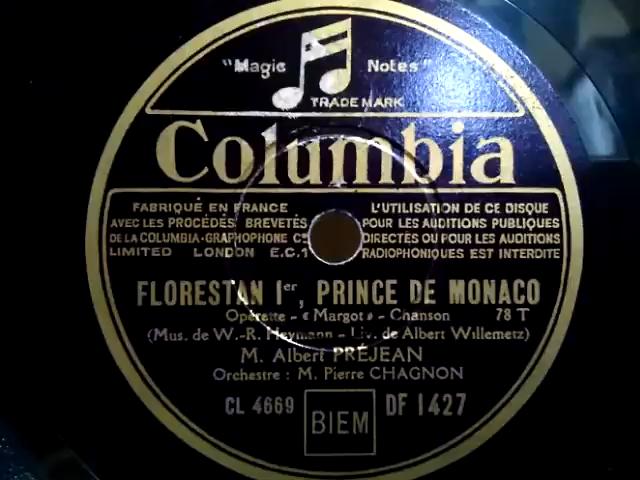 "Magic Notes"
TRADE MARK
Columbia
FABRIQUÉ EN FRANCE
AVEC LES PROCÉDÉS BREVETÉS
DE LA COLUMBIA-GRAPHOPHONE Cº
LIMITED LONDON E.C.1
L'UTILISATION DE CE DISQUE
POUR LES AUDITIONS PUBLIQUES
DIRECTES OU POUR LES AUDITIONS
RADIOPHONIQUES EST INTERDITE
FLORESTAN Ier, PRINCE DE MONACO
Opérette - « Margot » - Chanson 78 T
(Mus. de W.-R. Heymann - Liv. de Albert Willemetz)
M. Albert PRÉJEAN
Orchestre : M. Pierre CHAGNON
CL 4669 BIEM DF 1427